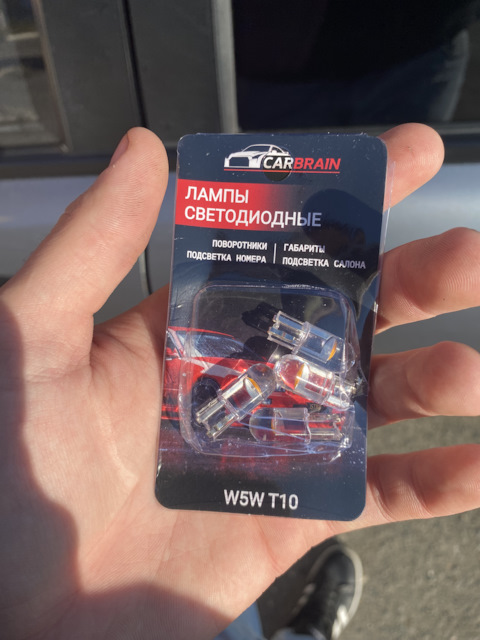 CARBRAIN
ЛАМПЫ
СВЕТОДИОДНЫЕ
ПОВОРОТНИКИ | ГАБАРИТЫ
ПОДСВЕТКА НОМЕРА | ПОДСВЕТКА САЛОНА
W5W T10